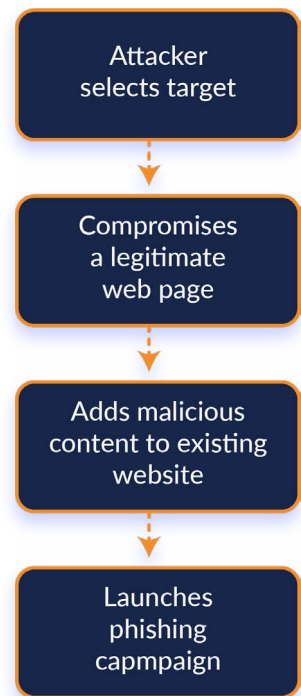 Attacker
selects target
Compromises
a legitimate
web page
Adds malicious
content to existing
website
Launches
phishing
capmpaign